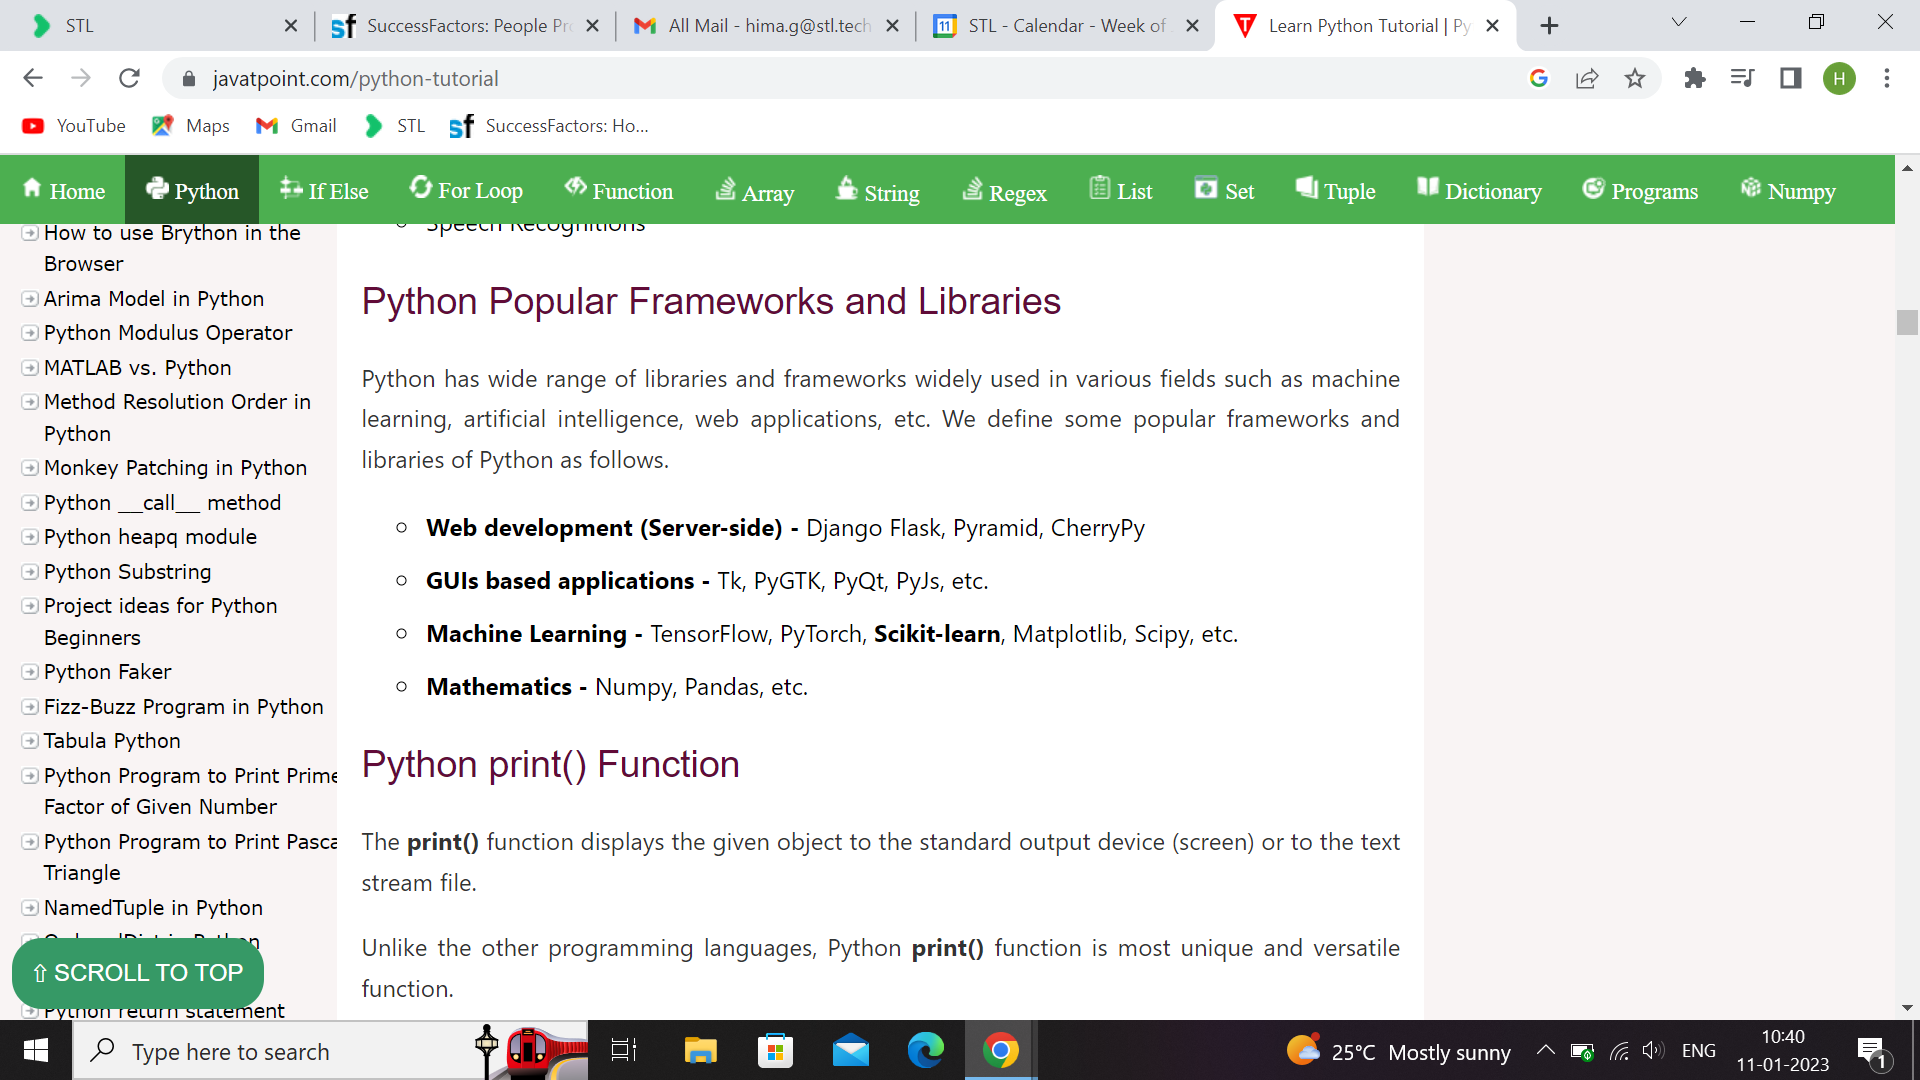 STL
SuccessFactors: People Pro
All Mail - hima.g@stl.tech
STL - Calendar - Week of
Learn Python Tutorial | Py
javatpoint.com/python-tutorial
H
YouTube
Maps
Gmail
STL
SuccessFactors: Ho...
Home
Python
If Else
For Loop
Function
Array
String
Regex
List
Set
Tuple
Dictionary
Programs
Numpy
How to use Brython in the
Browser
Arima Model in Python
Python Modulus Operator
MATLAB vs. Python
Method Resolution Order in
Python
Monkey Patching in Python
Python __call__ method
Python heapq module
Python Substring
Project ideas for Python
Beginners
Python Faker
Fizz-Buzz Program in Python
Tabula Python
Python Program to Print Prime
Factor of Given Number
Python Program to Print Pasca
Triangle
NamedTuple in Python
OrderedDict in Python
⇧ SCROLL TO TOP
Python return statement
Speech Recognitions
Python Popular Frameworks and Libraries
Python has wide range of libraries and frameworks widely used in various fields such as machine
learning, artificial intelligence, web applications, etc. We define some popular frameworks and
libraries of Python as follows.
Web development (Server-side) - Django Flask, Pyramid, CherryPy
GUIs based applications - Tk, PyGTK, PyQt, PyJs, etc.
Machine Learning - TensorFlow, PyTorch, Scikit-learn, Matplotlib, Scipy, etc.
Mathematics - Numpy, Pandas, etc.
Python print() Function
The print() function displays the given object to the standard output device (screen) or to the text
stream file.
Unlike the other programming languages, Python print() function is most unique and versatile
function.
Type here to search
25°C Mostly sunny
ENG
10:40
11-01-2023
1